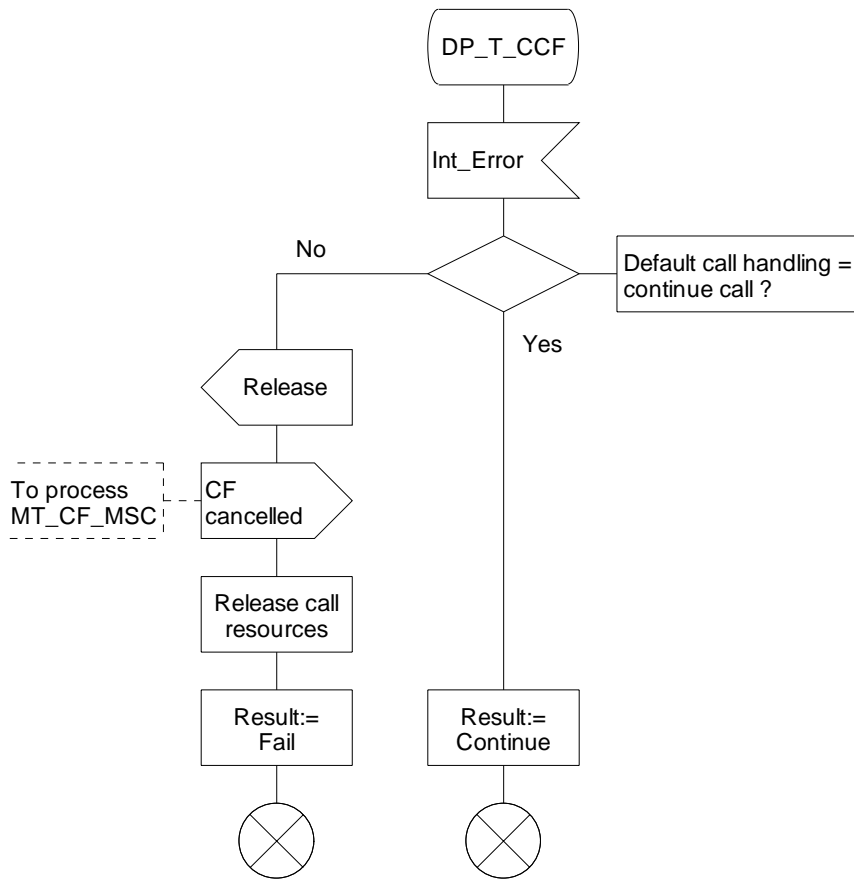 DP_T_CCF
Int_Error
No
Default call handling =
continue call ?
Yes
Release
To process
MT_CF_MSC
CF
cancelled
Release call
resources
Result:=
Fail
Result:=
Continue